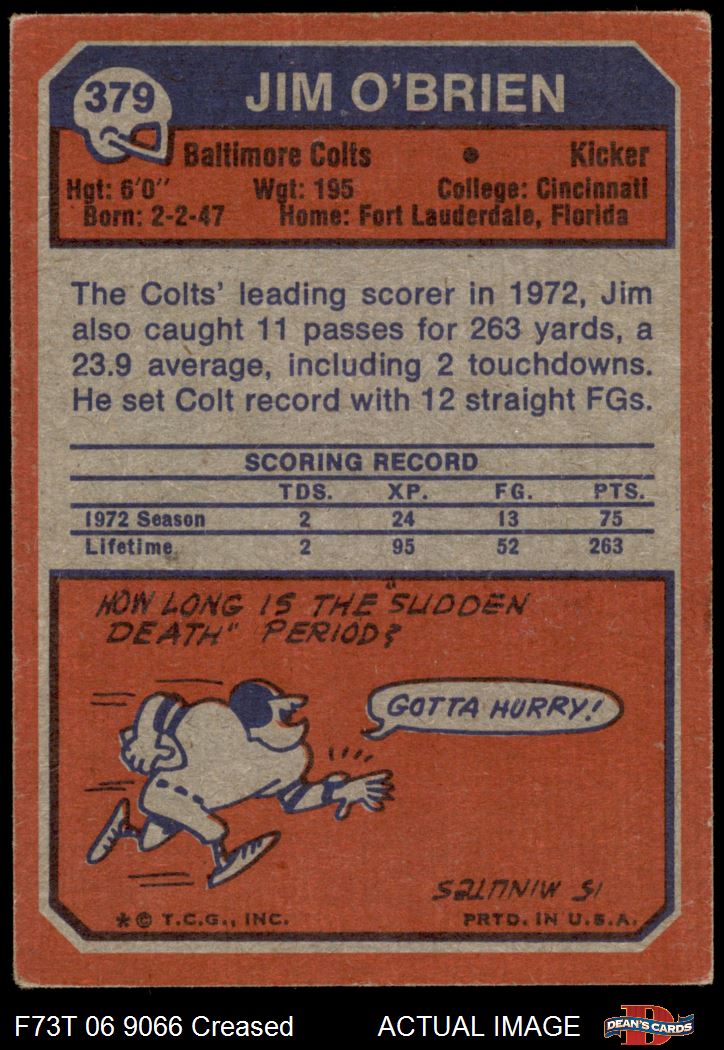 379
JIM O'BRIEN
Baltimore Colts • Kicker
Hgt: 6'0" Wgt: 195 College: Cincinnati
Born: 2-2-47 Home: Fort Lauderdale, Florida
The Colts' leading scorer in 1972, Jim
also caught 11 passes for 263 yards, a
23.9 average, including 2 touchdowns.
He set Colt record with 12 straight FGs.
SCORING RECORD
TDS. XP. FG. PTS.
1972 Season 2 24 13 75
Lifetime 2 95 52 263
HOW LONG IS THE "SUDDEN
DEATH" PERIOD?
GOTTA HURRY!
15 MINUTES
* © T.C.G., INC. PRTD. IN U.S.A.
F73T 06 9066 Creased ACTUAL IMAGE
D
DEAN'S CARDS